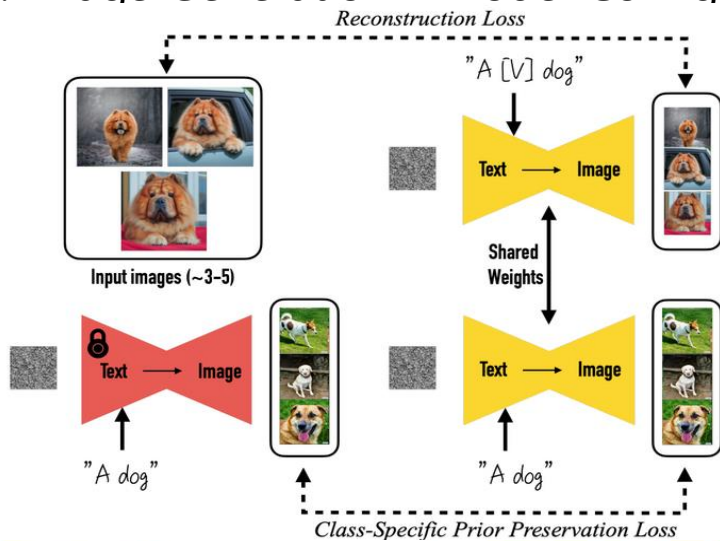 Reconstruction Loss
"A [V] dog"
Text → Image
Input images (~3-5)
Shared
Weights
Text → Image
Text → Image
"A dog"
"A dog"
Class-Specific Prior Preservation Loss